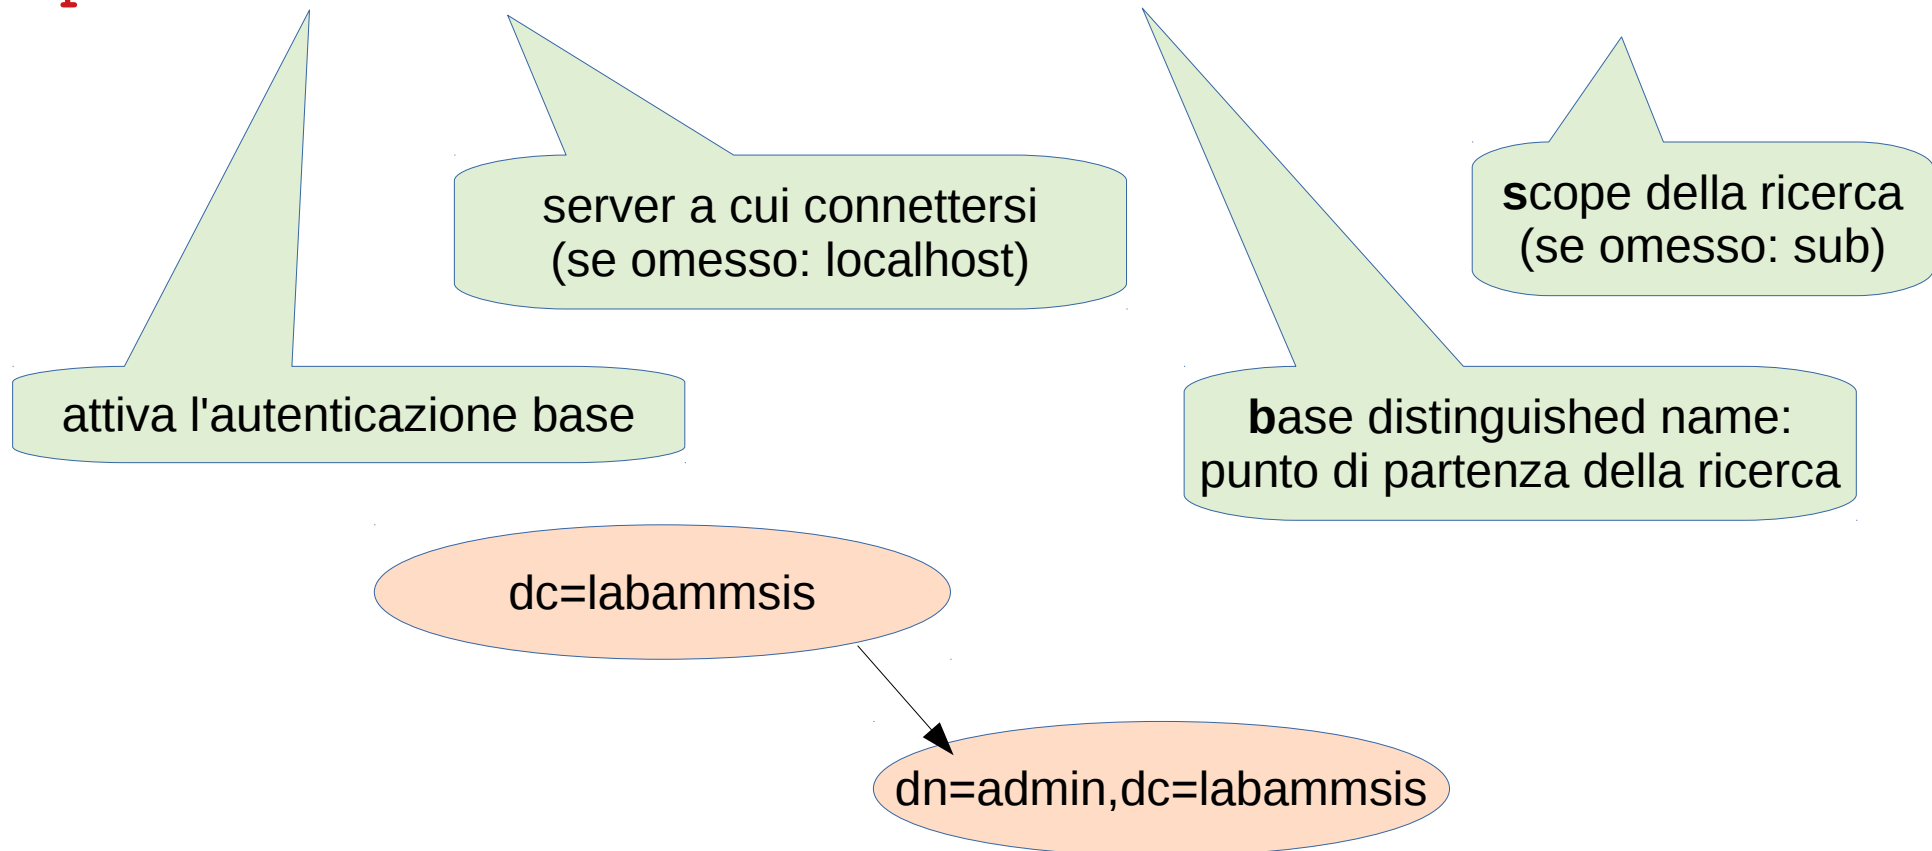 server a cui connettersi
(se omesso: localhost)
scope della ricerca
(se omesso: sub)
attiva l'autenticazione base
base distinguished name:
punto di partenza della ricerca
dc=labammsis
dn=admin,dc=labammsis